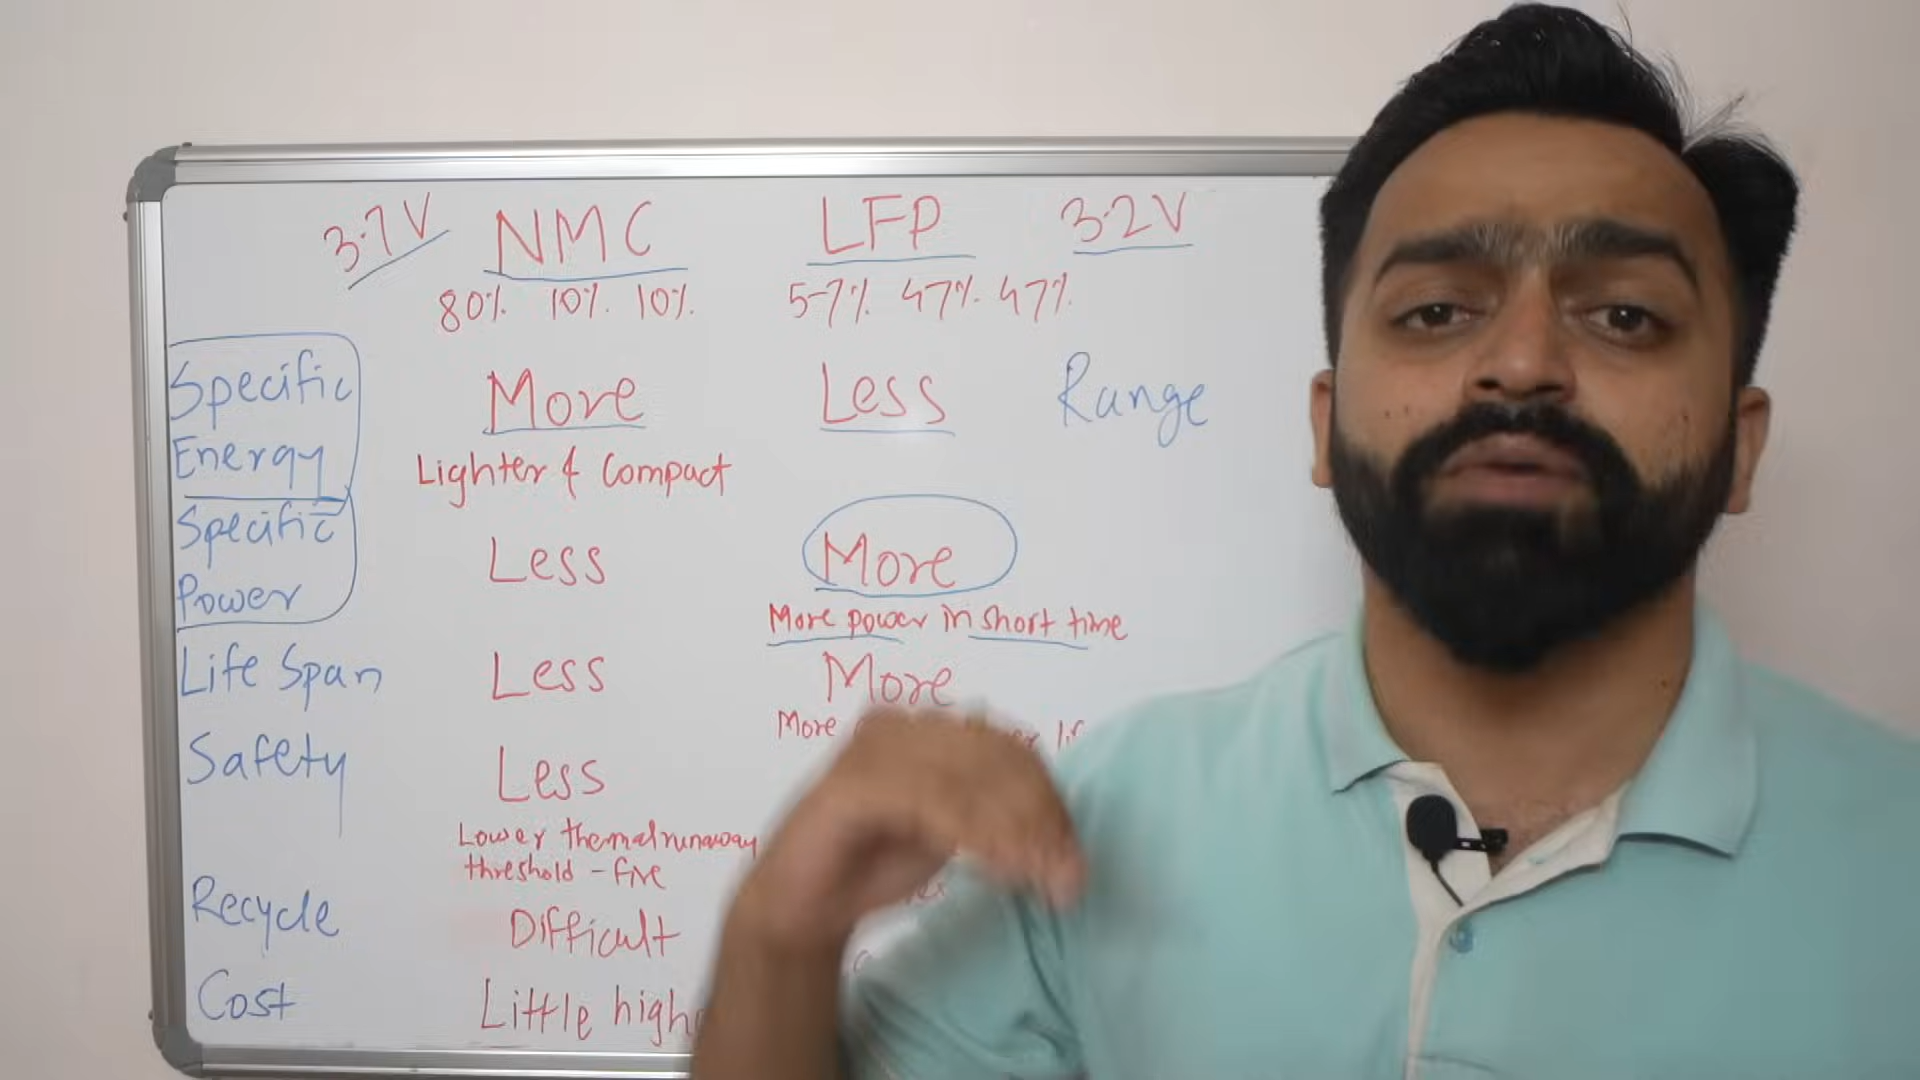 3.7V NMC LFP 3.2V
80% 10% 10% 5-7% 47% 47%
Specific More Less Range
Energy Lighter & Compact
Specific Less More
Power More power in short time
Life Span Less More
More
Safety Less
Lower thermal runaway
threshold - fire
Recycle Difficult
Cost Little high